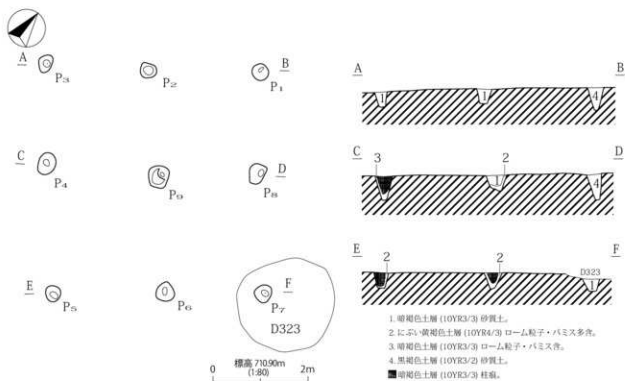 A P3 P2 P1 B
C P4 P9 P8 D
E P5 P6 P7 F
D323
標高 710.90m
(1:80)
0 2m
A B
1 1 4
C D
3 2
1 4
E F
2 2 D323
1
1. 暗褐色土層 (10YR3/3) 砂質土。
2. にぶい黄褐色土層 (10YR4/3) ローム粒子・パミス多含。
3. 暗褐色土層 (10YR3/3) ローム粒子・パミス含。
4. 黒褐色土層 (10YR3/2) 砂質土。
暗褐色土層 (10YR3/3) 柱痕。